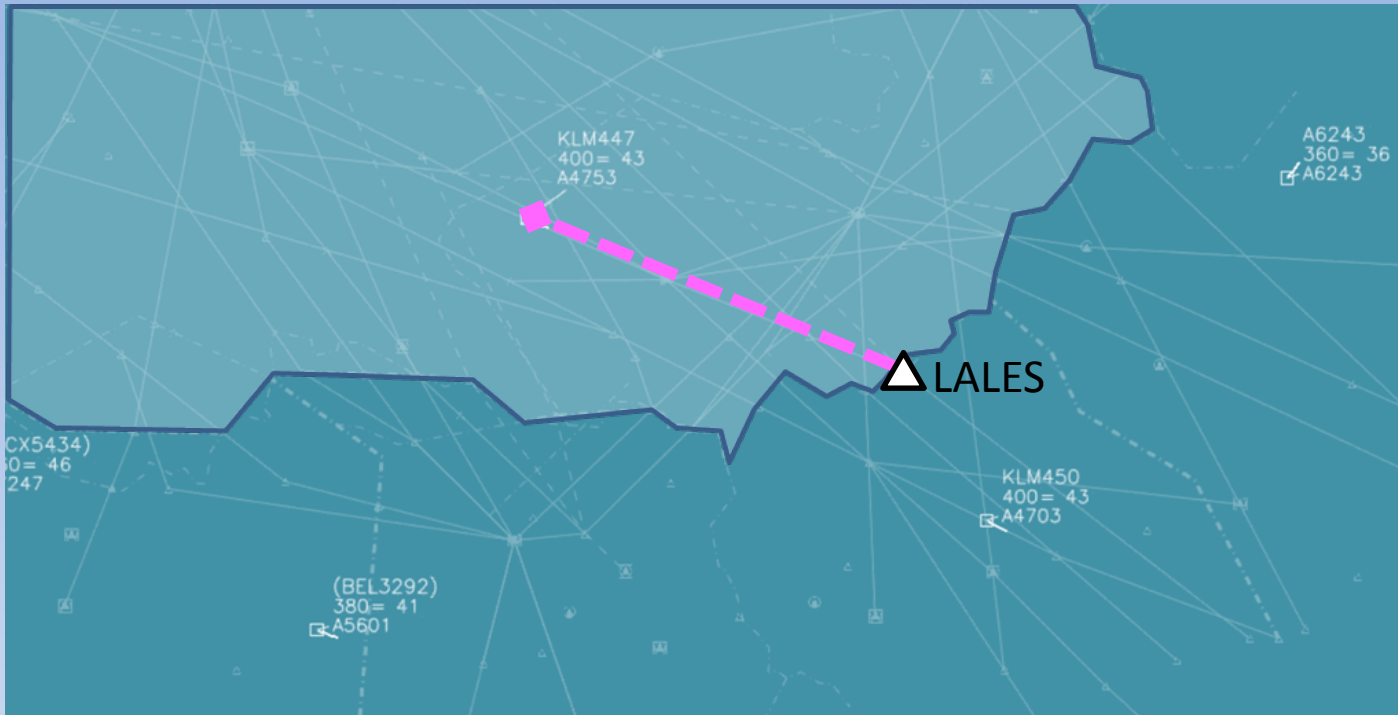 KLM447
400= 43
A4753
A6243
360= 36
A6243
LALES
CX5434)
0= 46
247
KLM450
400= 43
A4703
(BEL3292)
380= 41
A5601